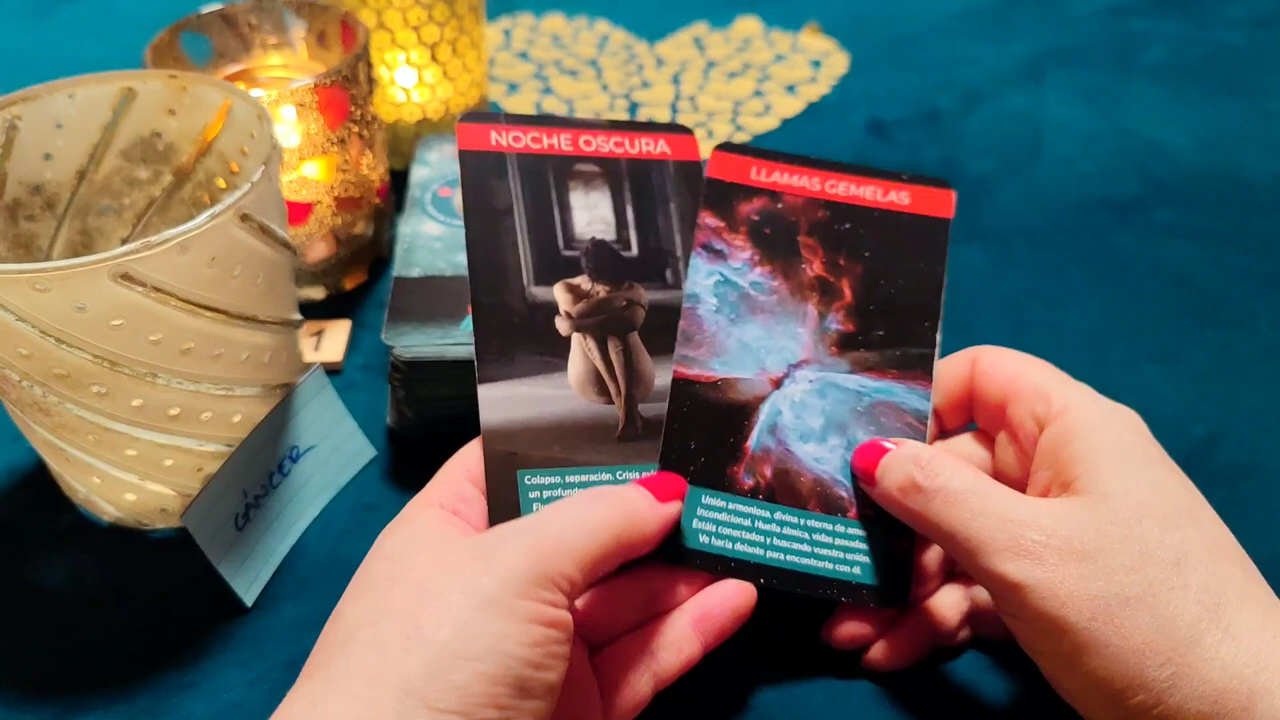 NOCHE OSCURA
Colapso, separación. Crisis
un profundo
LLAMAS GEMELAS
Unión armoniosa, divina y eterna de amor
incondicional. Huella álmica, vidas pasadas.
Estáis conectados y buscando vuestra unión.
Ve hacia delante para encontrarte con él.
1
CÁNCER